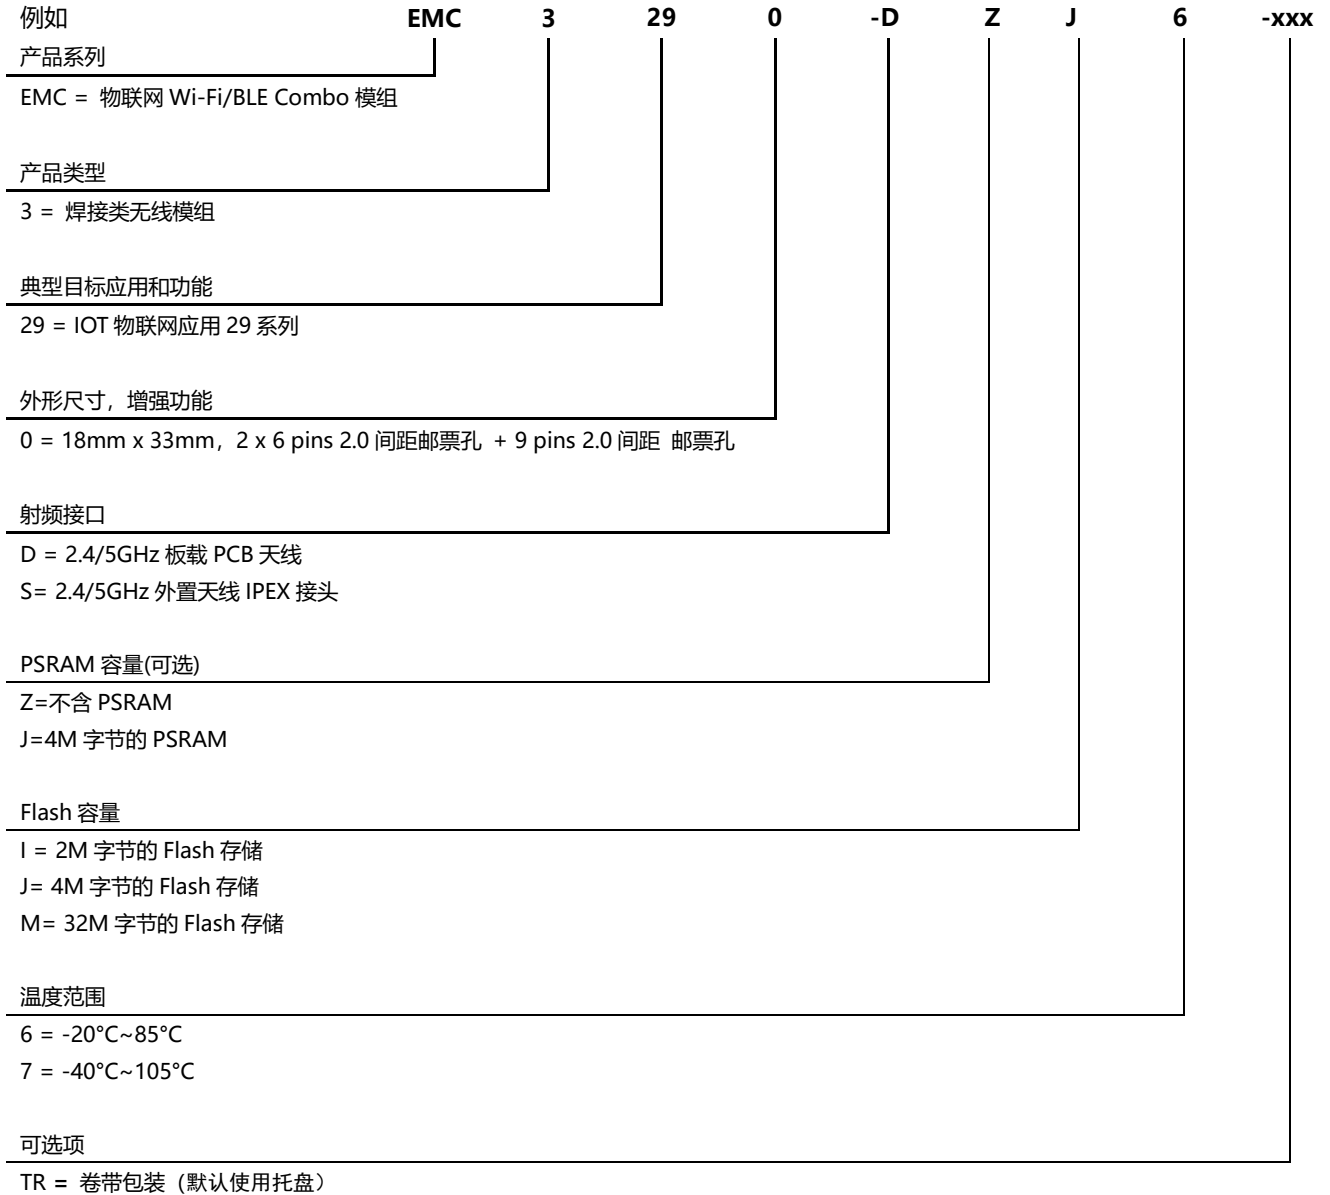 例如 EMC 3 29 0 -D Z J 6 -xxx
产品系列
EMC = 物联网 Wi-Fi/BLE Combo 模组
产品类型
3 = 焊接类无线模组
典型目标应用和功能
29 = IOT 物联网应用 29 系列
外形尺寸，增强功能
0 = 18mm x 33mm，2 x 6 pins 2.0 间距邮票孔 + 9 pins 2.0 间距 邮票孔
射频接口
D = 2.4/5GHz 板载 PCB 天线
S= 2.4/5GHz 外置天线 IPEX 接头
PSRAM 容量(可选)
Z=不含 PSRAM
J=4M 字节的 PSRAM
Flash 容量
I = 2M 字节的 Flash 存储
J= 4M 字节的 Flash 存储
M= 32M 字节的 Flash 存储
温度范围
6 = -20°C~85°C
7 = -40°C~105°C
可选项
TR = 卷带包装（默认使用托盘）